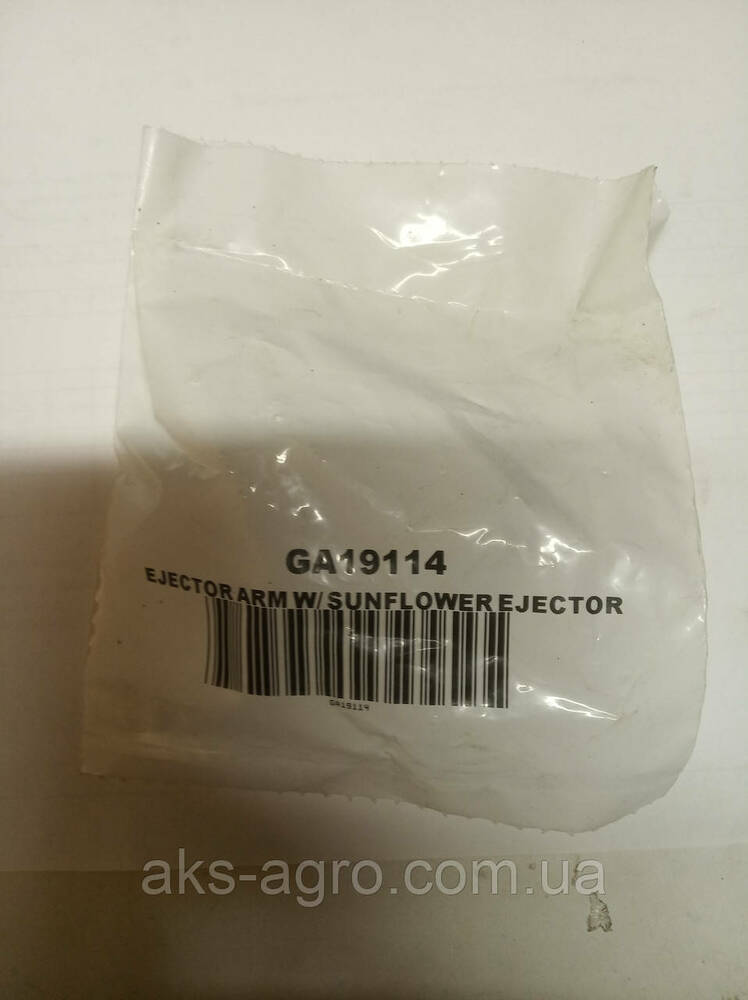 GA19114
EJECTOR ARM W/ SUNFLOWER EJECTOR
GA19114
aks-agro.com.ua